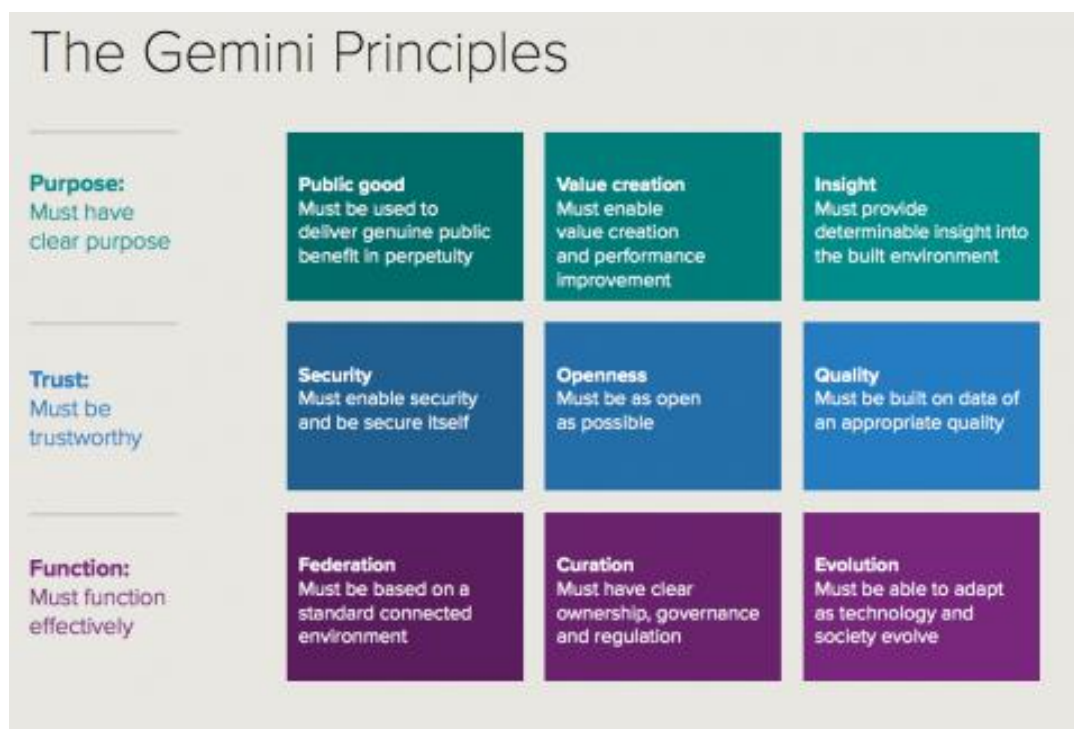 The Gemini Principles
Purpose:
Must have
clear purpose
Public good
Must be used to
deliver genuine public
benefit in perpetuity
Value creation
Must enable
value creation
and performance
improvement
Insight
Must provide
determinable insight into
the built environment
Trust:
Must be
trustworthy
Security
Must enable security
and be secure itself
Openness
Must be as open
as possible
Quality
Must be built on data of
an appropriate quality
Function:
Must function
effectively
Federation
Must be based on a
standard connected
environment
Curation
Must have clear
ownership, governance
and regulation
Evolution
Must be able to adapt
as technology and
society evolve